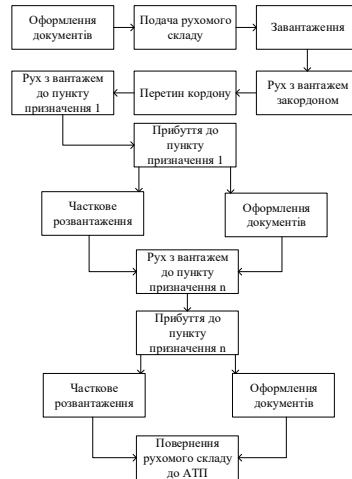 Оформлення
документів
Подача рухомого
складу
Завантаження
Рух з вантажем
до пункту
призначення 1
Перетин кордону
Рух з вантажем
закордоном
Прибуття до
пункту
призначення 1
Часткове
розвантаження
Оформлення
документів
Рух з вантажем
до пункту
призначення n
Прибуття до
пункту
призначення n
Часткове
розвантаження
Оформлення
документів
Повернення
рухомого складу
до АТП